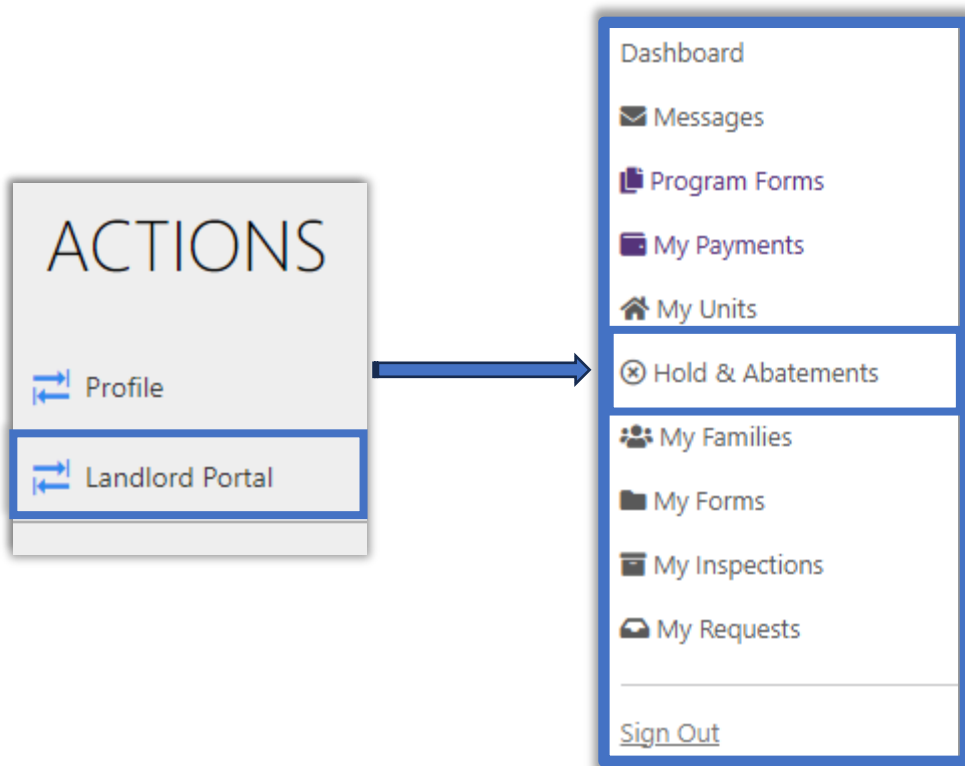 ACTIONS
Profile
Landlord Portal
Dashboard
Messages
Program Forms
My Payments
My Units
Hold & Abatements
My Families
My Forms
My Inspections
My Requests
Sign Out